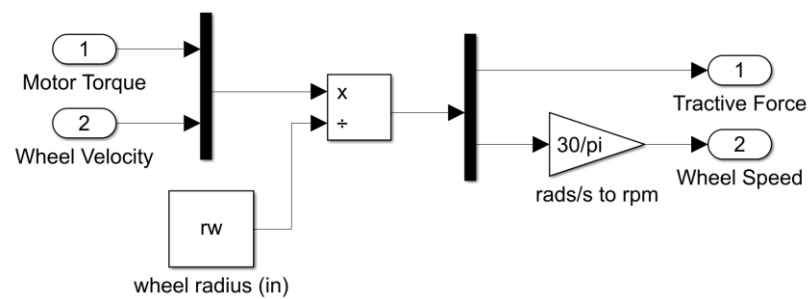 1
Motor Torque
2
Wheel Velocity
rw
wheel radius (in)
x
÷
30/pi
rads/s to rpm
1
Tractive Force
2
Wheel Speed